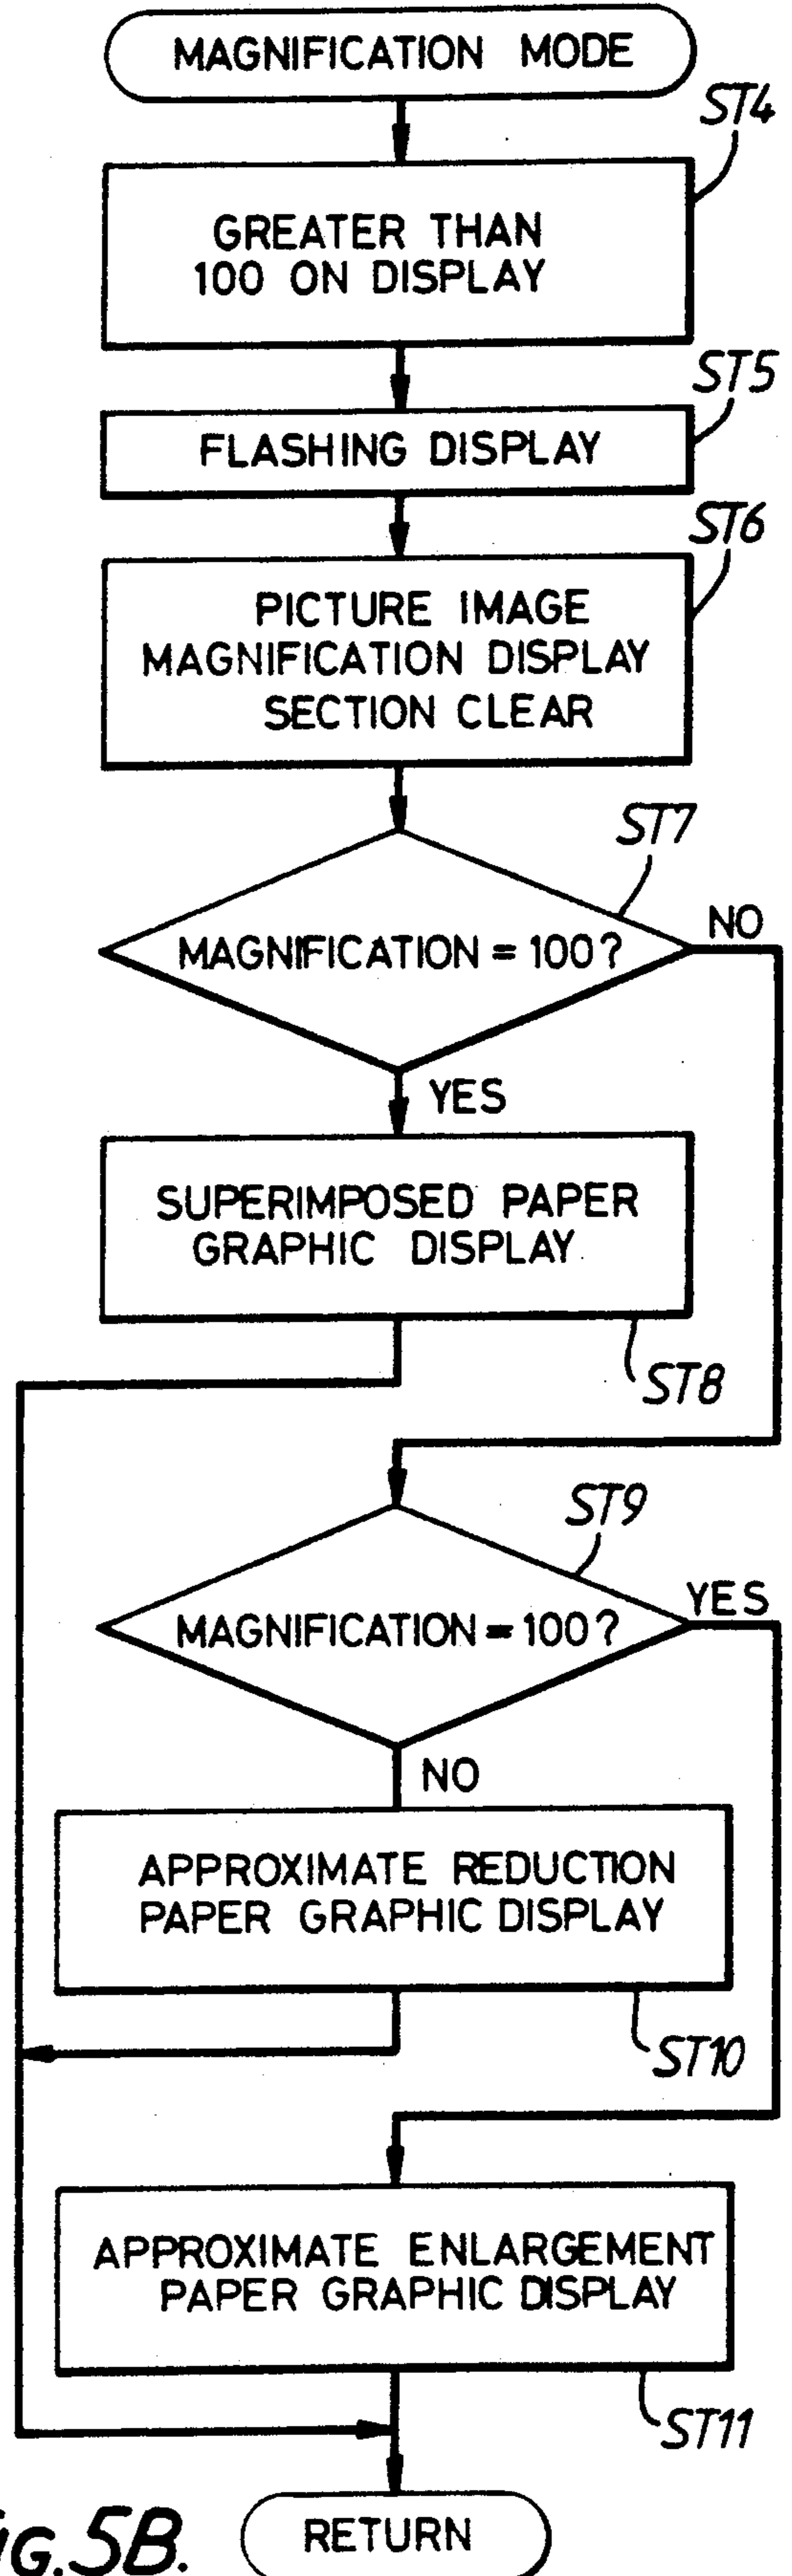 MAGNIFICATION MODE
ST4
GREATER THAN
100 ON DISPLAY
ST5
FLASHING DISPLAY
ST6
PICTURE IMAGE
MAGNIFICATION DISPLAY
SECTION CLEAR
ST7
MAGNIFICATION = 100?
NO
YES
SUPERIMPOSED PAPER
GRAPHIC DISPLAY
ST8
ST9
MAGNIFICATION = 100?
YES
NO
APPROXIMATE REDUCTION
PAPER GRAPHIC DISPLAY
ST10
APPROXIMATE ENLARGEMENT
PAPER GRAPHIC DISPLAY
ST11
RETURN
IG.5B.